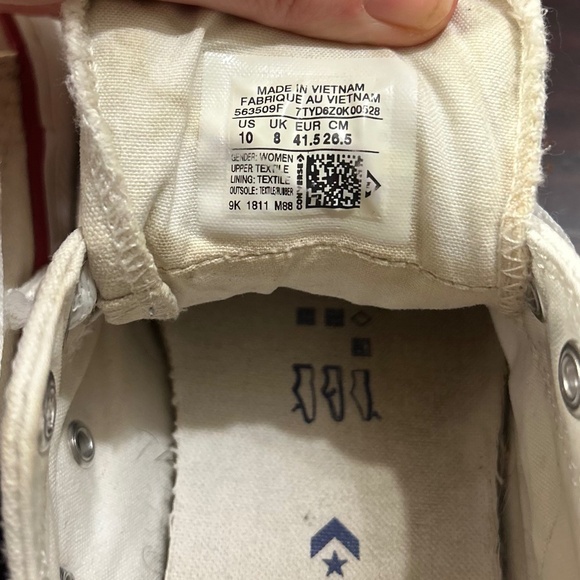 MADE IN VIETNAM
FABRIQUE AU VIETNAM
563509F 7TYD6Z0K00528
US UK EUR CM
10 8 41.5 26.5
GENDER: WOMEN
UPPER: TEXTILE
LINING: TEXTILE
OUTSOLE: TEXTILE/RUBBER
CONVERSE
9K 1811 M88